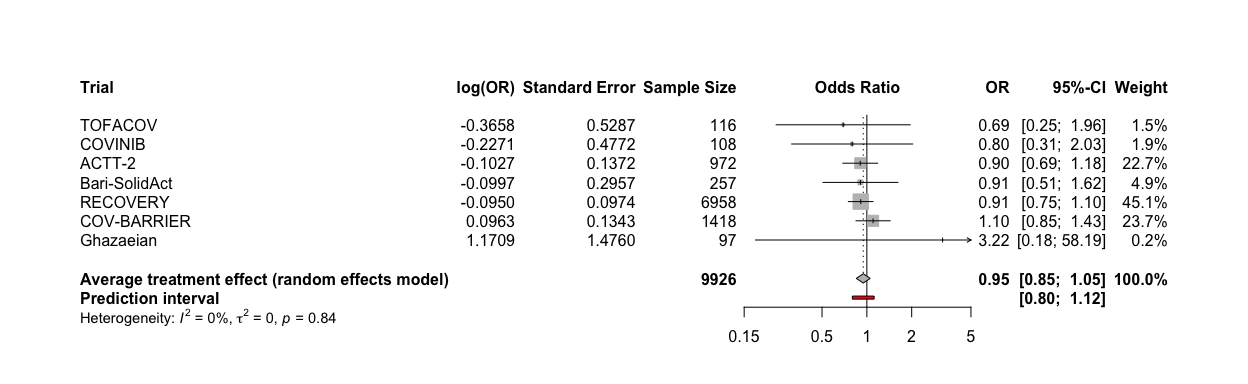 Trial log(OR) Standard Error Sample Size Odds Ratio OR 95%-CI Weight
TOFACOV -0.3658 0.5287 116 0.69 [0.25; 1.96] 1.5%
COVINIB -0.2271 0.4772 108 0.80 [0.31; 2.03] 1.9%
ACTT-2 -0.1027 0.1372 972 0.90 [0.69; 1.18] 22.7%
Bari-SolidAct -0.0997 0.2957 257 0.91 [0.51; 1.62] 4.9%
RECOVERY -0.0950 0.0974 6958 0.91 [0.75; 1.10] 45.1%
COV-BARRIER 0.0963 0.1343 1418 1.10 [0.85; 1.43] 23.7%
Ghazaeian 1.1709 1.4760 97 3.22 [0.18; 58.19] 0.2%
Average treatment effect (random effects model) 9926 0.95 [0.85; 1.05] 100.0%
Prediction interval [0.80; 1.12]
Heterogeneity: I² = 0%, τ² = 0, p = 0.84
0.15 0.5 1 2 5